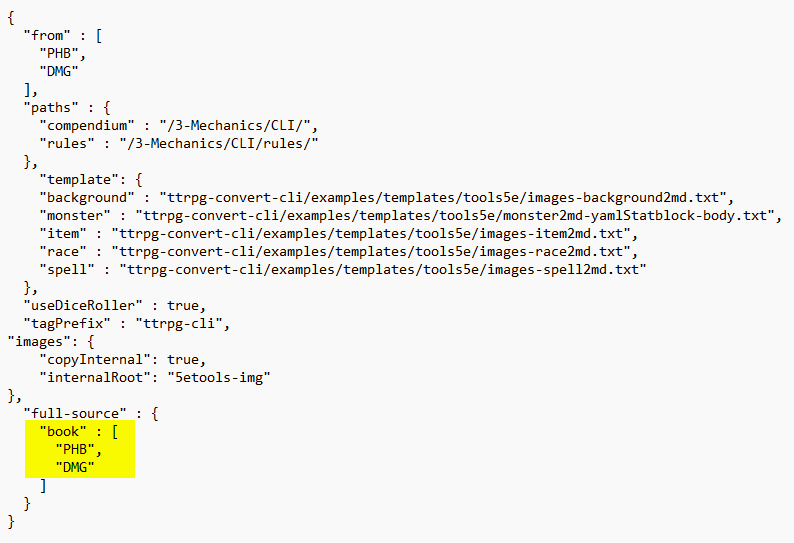 {
  "from" : [
    "PHB",
    "DMG"
  ],
  "paths" : {
    "compendium" : "/3-Mechanics/CLI/",
    "rules" : "/3-Mechanics/CLI/rules/"
  },
    "template": {
    "background" : "ttrpg-convert-cli/examples/templates/tools5e/images-background2md.txt",
    "monster" : "ttrpg-convert-cli/examples/templates/tools5e/monster2md-yamlStatblock-body.txt",
    "item" : "ttrpg-convert-cli/examples/templates/tools5e/images-item2md.txt",
    "race" : "ttrpg-convert-cli/examples/templates/tools5e/images-race2md.txt",
    "spell" : "ttrpg-convert-cli/examples/templates/tools5e/images-spell2md.txt"
  },
  "useDiceRoller" : true,
  "tagPrefix" : "ttrpg-cli",
"images": {
    "copyInternal": true,
    "internalRoot": "5etools-img"
},
  "full-source" : {
    "book" : [
      "PHB",
      "DMG"
    ]
  }
}